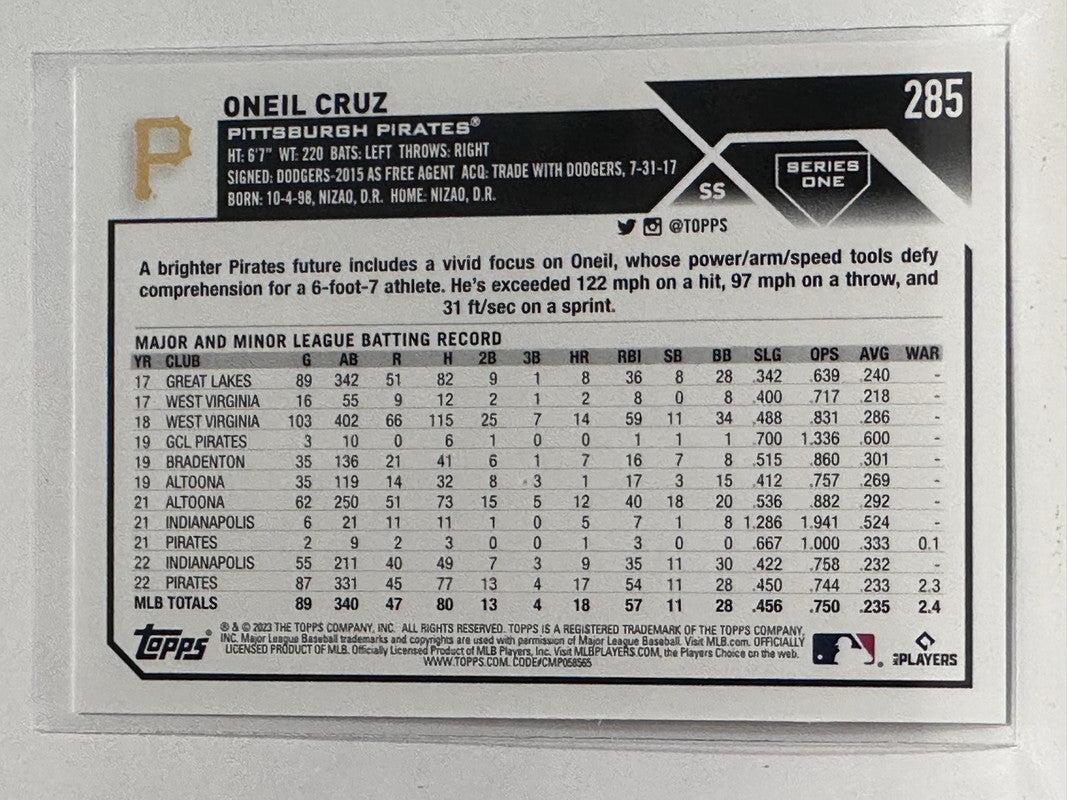 P
ONEIL CRUZ
285
PITTSBURGH PIRATES®
HT: 6'7" WT: 220 BATS: LEFT THROWS: RIGHT
SIGNED: DODGERS-2015 AS FREE AGENT ACQ: TRADE WITH DODGERS, 7-31-17
BORN: 10-4-98, NIZAO, D.R. HOME: NIZAO, D.R.
SS
SERIES
ONE
@TOPPS
A brighter Pirates future includes a vivid focus on Oneil, whose power/arm/speed tools defy
comprehension for a 6-foot-7 athlete. He's exceeded 122 mph on a hit, 97 mph on a throw, and
31 ft/sec on a sprint.
MAJOR AND MINOR LEAGUE BATTING RECORD
YR CLUB G AB R H 2B 3B HR RBI SB BB SLG OPS AVG WAR
17 GREAT LAKES 89 342 51 82 9 1 8 36 8 28 .342 .639 .240 -
17 WEST VIRGINIA 16 55 9 12 2 1 2 8 0 8 .400 .717 .218 -
18 WEST VIRGINIA 103 402 66 115 25 7 14 59 11 34 .488 .831 .286 -
19 GCL PIRATES 3 10 0 6 1 0 0 1 1 1 .700 1.336 .600 -
19 BRADENTON 35 136 21 41 6 1 7 16 7 8 .515 .860 .301 -
19 ALTOONA 35 119 14 32 8 3 1 17 3 15 .412 .757 .269 -
21 ALTOONA 62 250 51 73 15 5 12 40 18 20 .536 .882 .292 -
21 INDIANAPOLIS 6 21 11 11 1 0 5 7 1 8 1.286 1.941 .524 -
21 PIRATES 2 9 2 3 0 0 1 3 0 0 .667 1.000 .333 0.1
22 INDIANAPOLIS 55 211 40 49 7 3 9 35 11 30 .422 .758 .232 -
22 PIRATES 87 331 45 77 13 4 17 54 11 28 .450 .744 .233 2.3
MLB TOTALS 89 340 47 80 13 4 18 57 11 28 .456 .750 .235 2.4
Topps®
® & © 2023 THE TOPPS COMPANY, INC. ALL RIGHTS RESERVED. TOPPS IS A REGISTERED TRADEMARK OF THE TOPPS COMPANY,
INC. Major League Baseball trademarks and copyrights are used with permission of Major League Baseball. Visit MLB.com. OFFICIALLY
LICENSED PRODUCT OF MLB. Officially Licensed Product of MLB Players, Inc. Visit MLBPLAYERS.COM, the Players Choice on the web.
WWW.TOPPS.COM. CODE#CMP058565
MLB PLAYERS